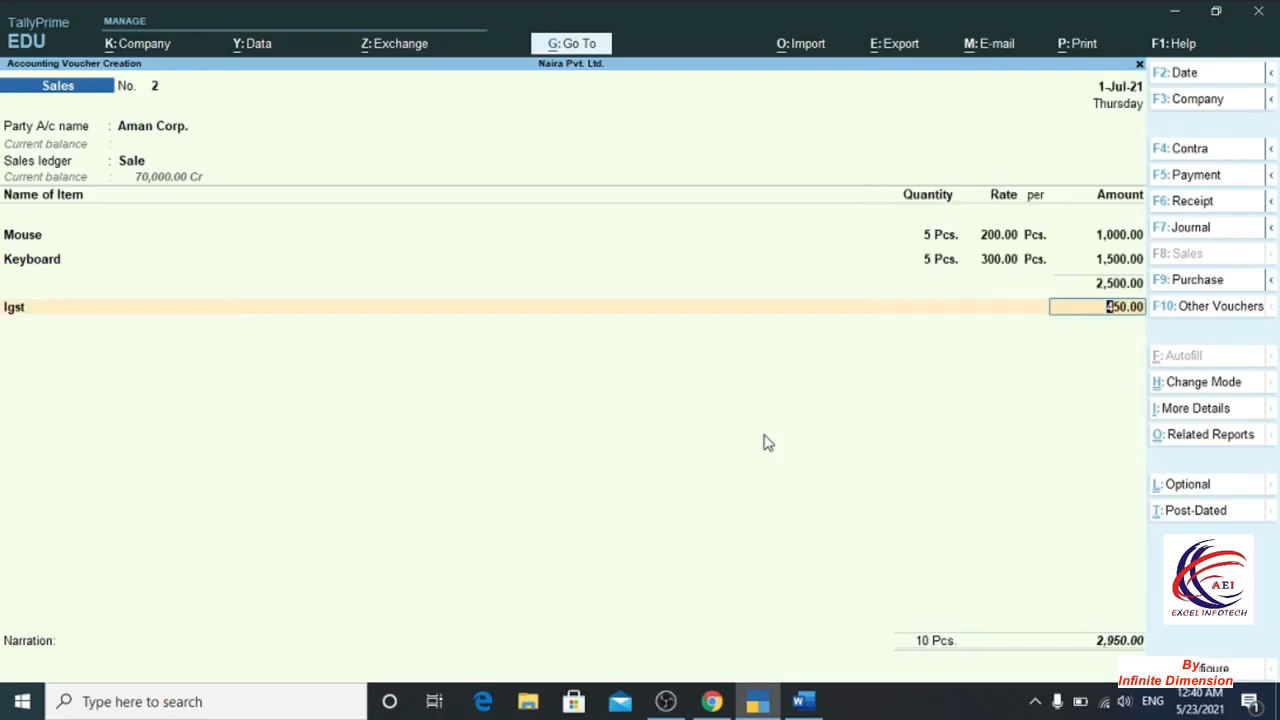 TallyPrime
EDU
MANAGE
K: Company Y: Data Z: Exchange G: Go To O: Import E: Export M: E-mail P: Print F1: Help
Accounting Voucher Creation Naira Pvt. Ltd. ×
Sales No. 2 1-Jul-21
Thursday
Party A/c name : Aman Corp.
Current balance :
Sales ledger : Sale
Current balance : 70,000.00 Cr
Name of Item Quantity Rate per Amount
Mouse 5 Pcs. 200.00 Pcs. 1,000.00
Keyboard 5 Pcs. 300.00 Pcs. 1,500.00
2,500.00
Igst 450.00
Narration: 10 Pcs. 2,950.00
F2: Date
F3: Company
F4: Contra
F5: Payment
F6: Receipt
F7: Journal
F8: Sales
F9: Purchase
F10: Other Vouchers
F: Autofill
H: Change Mode
I: More Details
O: Related Reports
L: Optional
T: Post-Dated
AEI
EXCEL INFOTECH
By
Infinite Dimension
Type here to search
ENG
12:40 AM
5/23/2021